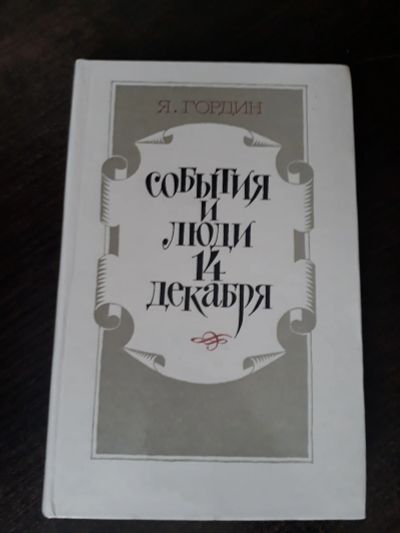 Я. ГОРДИН
СОБЫТИЯ
И
ЛЮДИ
14
ДЕКАБРЯ